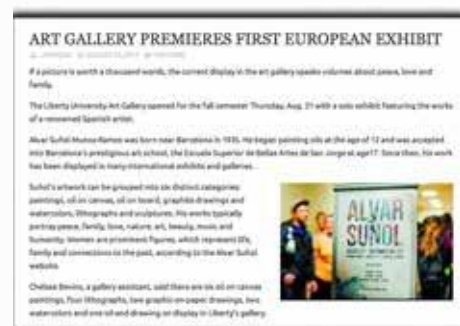 ART GALLERY PREMIERES FIRST EUROPEAN EXHIBIT
If a picture is worth a thousand words, the current display in the art gallery speaks volumes about peace, love and
family.
The Liberty University Art Gallery opened for the fall semester Thursday, Aug. 21 with a solo exhibit featuring the works
of a renowned Spanish artist.
Alvar Suñol Munoz-Ramos was born near Barcelona in 1935. He began painting oils at the age of 12 and was accepted
into Barcelona's prestigious art school, the Escuela Superior de Bellas Artes de San Jorge at age17. Since then, his work
has been displayed in many international exhibits and galleries.
Suñol's artwork can be grouped into six distinct categories:
paintings, oil on canvas, oil on board, graphite drawings and
watercolors, lithographs and sculptures. His works typically
portray peace, family, love, nature, art, beauty, music and
humanity. Women are prominent figures, which represent life,
family and connections to the past, according to the Alvar Suñol
website.
Chelsea Bevins, a gallery assistant, said there are six oil on canvas
paintings, four lithographs, two graphic-on-paper drawings, two
watercolors and one oil and drawing on display in Liberty's gallery.
ALVAR
SUNOL